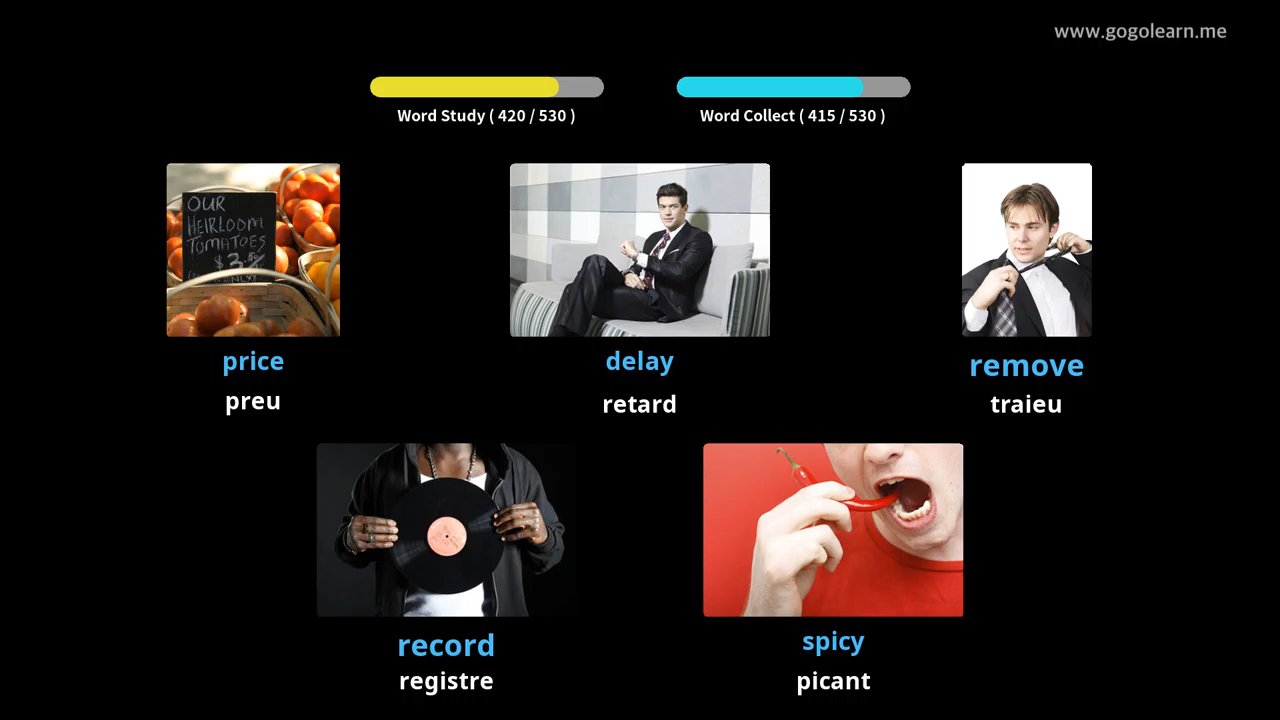 www.gogolearn.me
Word Study ( 420 / 530 )
Word Collect ( 415 / 530 )
OUR
HEIRLOOM
TOMATOES
price
preu
delay
retard
remove
traieu
record
registre
spicy
picant